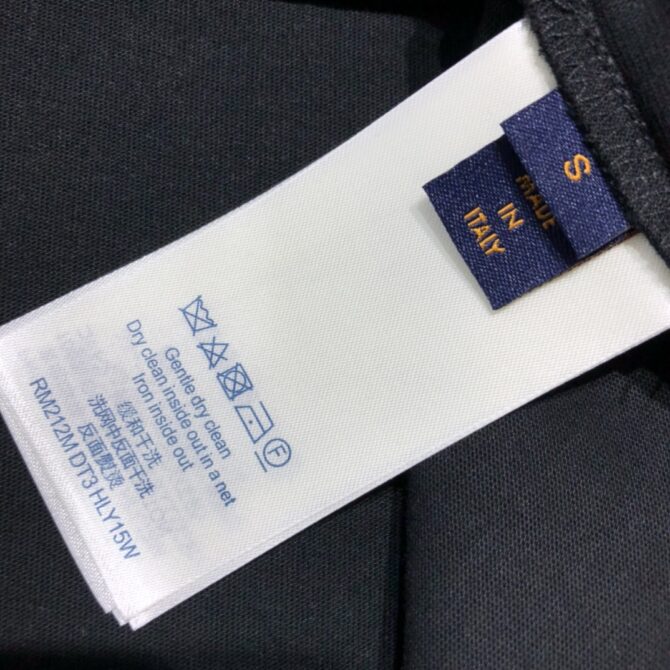 S
MADE
IN
ITALY
Gentle dry clean
Dry clean inside out in a net
Iron inside out
缓和干洗
洗网中反面干洗
反面熨烫
RM212M DT3 HLY15W
F